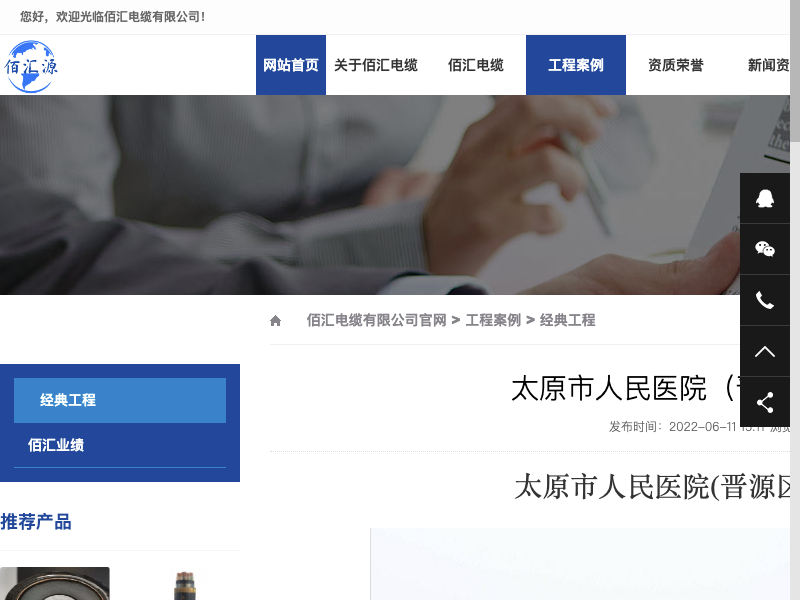 您好，欢迎光临佰汇电缆有限公司！
佰汇源
网站首页 关于佰汇电缆 佰汇电缆 工程案例 资质荣誉 新闻资
佰汇电缆有限公司官网 > 工程案例 > 经典工程
经典工程
佰汇业绩
推荐产品
太原市人民医院（
发布时间：2022-06-11
太原市人民医院(晋源区